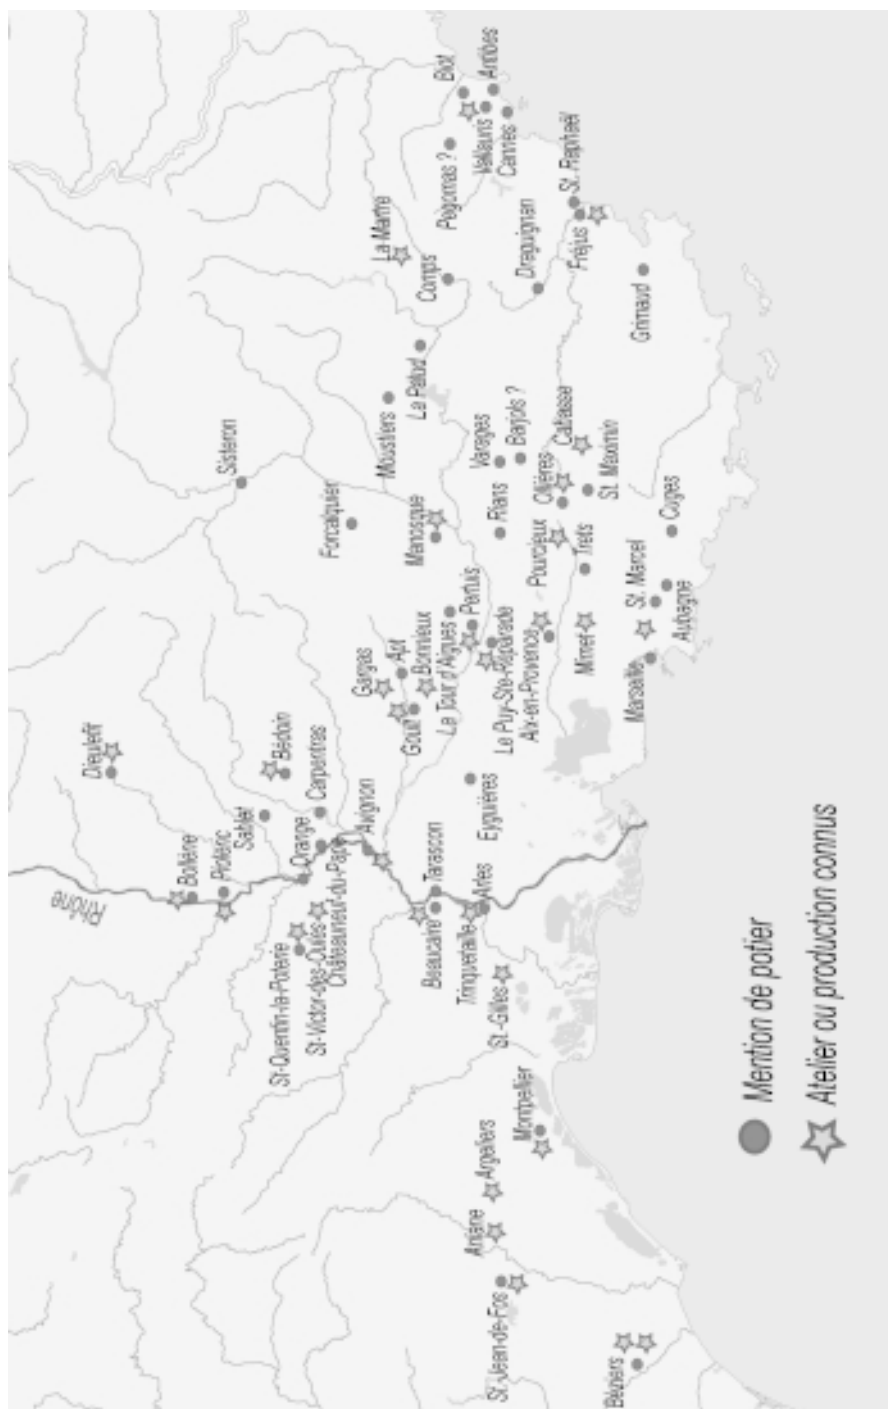 Rhône
Dieulefit
Bollène
Piolenc
Sablet
Bédoin
Orange
Carpentras
St-Quentin-la-Poterie
St-Victor-des-Oules
Châteauneuf-du-Pape
Avignon
Sisteron
Forcalquier
Manosque
Moustiers
La Palud
La Martre
Comps
Pégomas ?
Biot
Antibes
Vallauris
Cannes
Draguignan
St. Raphaël
Fréjus
Grimaud
Gargas
Apt
Goult
Bonnieux
La Tour d'Aigues
Pertuis
Le Puy-Ste-Réparade
Aix-en-Provence
Rians
Varages
Barjols ?
Ollières
Cabasse
St. Maximin
Pourcieux
Trets
Mimet
Marseille
St. Marcel
Aubagne
Cuges
Eyguières
Beaucaire
Tarascon
Trinquetaille
Arles
St.-Gilles
Montpellier
Argelliers
Aniane
St. Jean-de-Fos
Béziers
Mention de potier
Atelier ou production connus